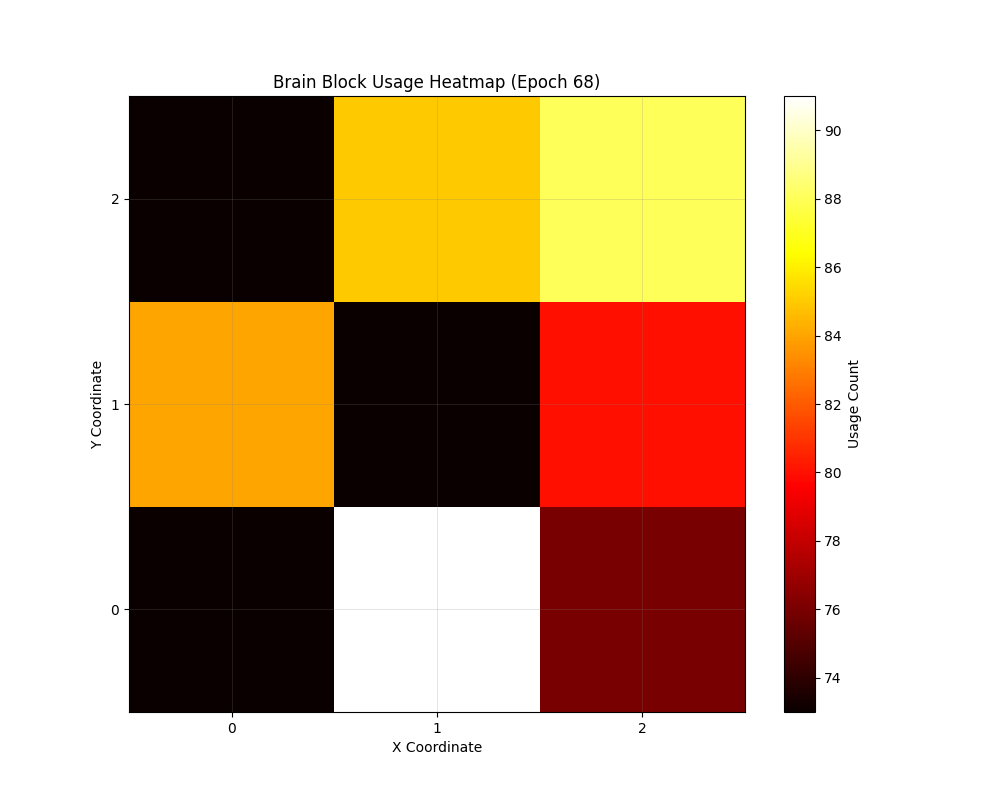 Brain Block Usage Heatmap (Epoch 68)
90
88
86
84
82
80
78
76
74
Usage Count
2
1
0
Y Coordinate
0 1 2
X Coordinate